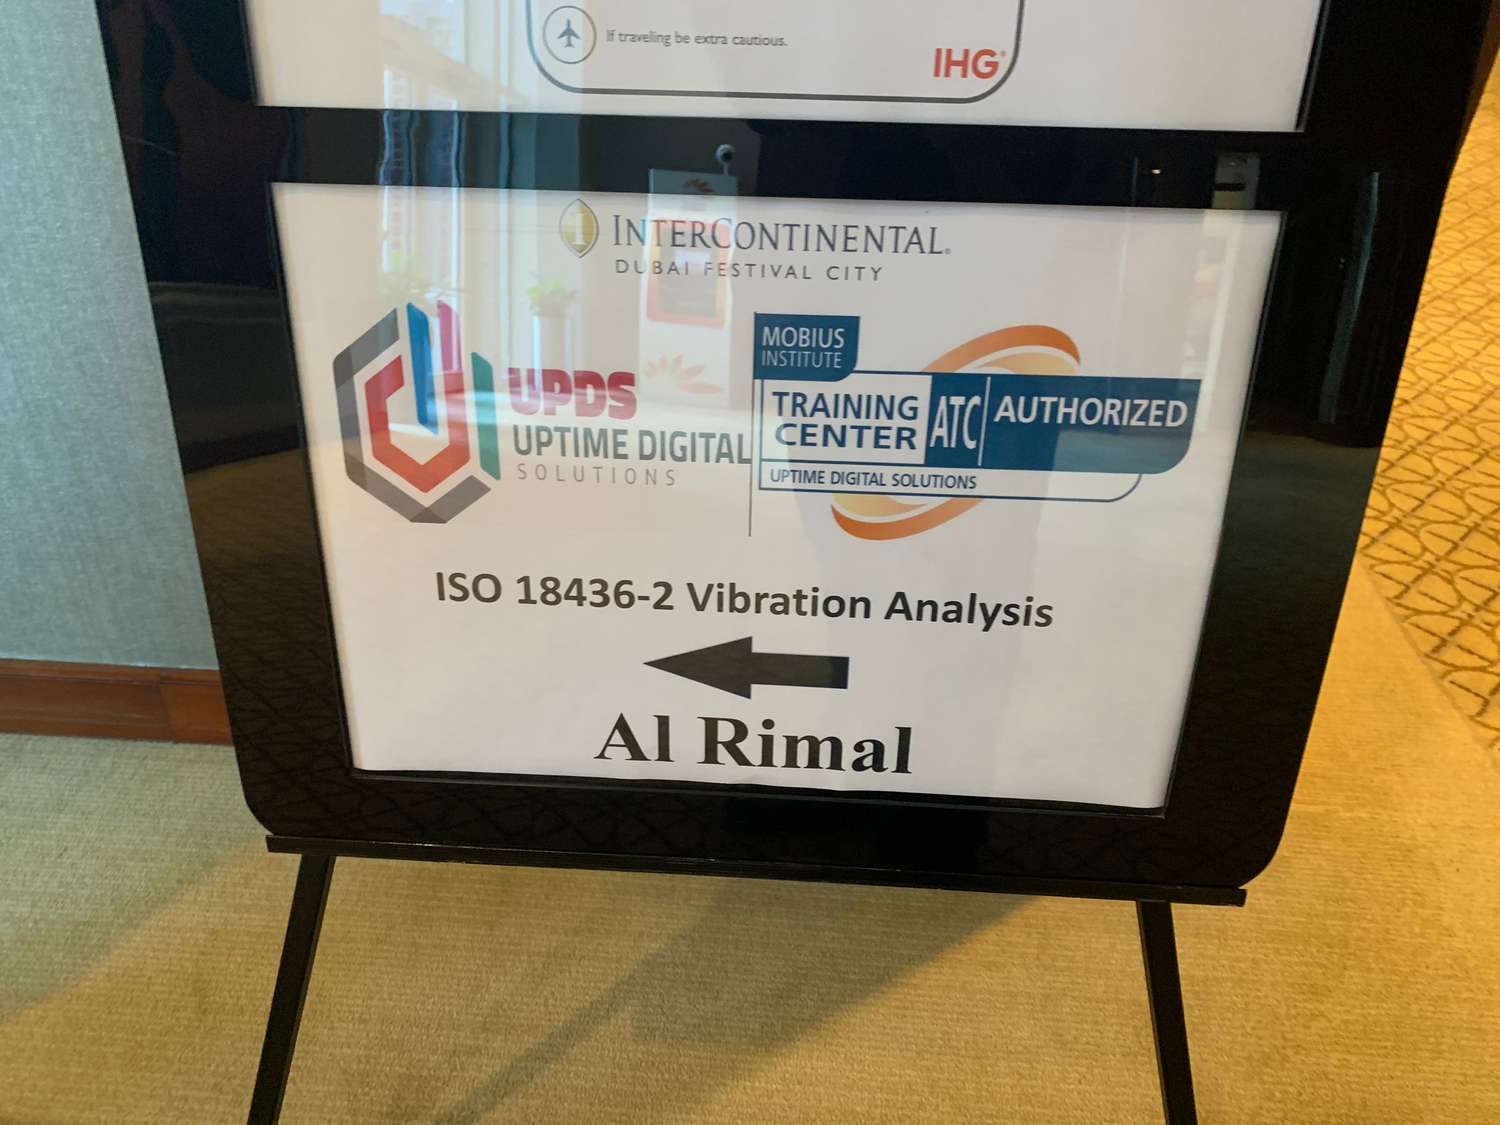 If traveling be extra cautious.
IHG®
INTERCONTINENTAL®
DUBAI FESTIVAL CITY
UPDS
UPTIME DIGITAL
SOLUTIONS
MOBIUS
INSTITUTE
TRAINING
CENTER
ATC
AUTHORIZED
UPTIME DIGITAL SOLUTIONS
ISO 18436-2 Vibration Analysis
Al Rimal